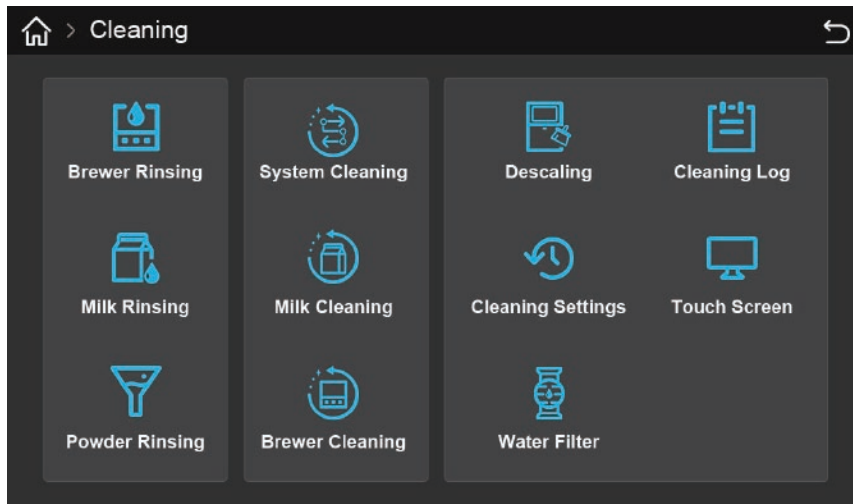 > Cleaning
Brewer Rinsing
System Cleaning
Descaling
Cleaning Log
Milk Rinsing
Milk Cleaning
Cleaning Settings
Touch Screen
Powder Rinsing
Brewer Cleaning
Water Filter